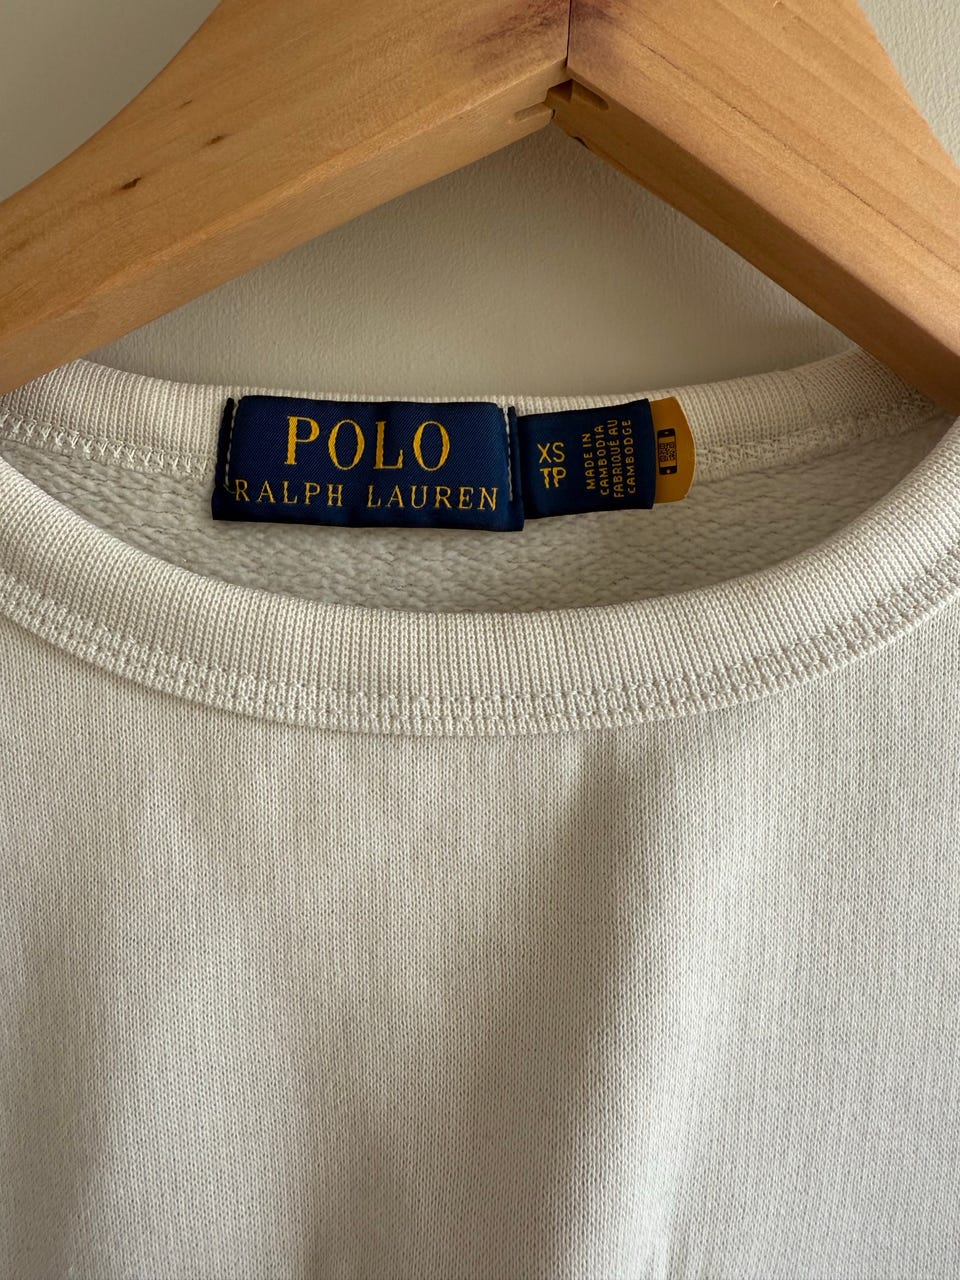 POLO
RALPH LAUREN
XS
TP
MADE IN
CAMBODIA
FABRIQUÉ AU
CAMBODGE